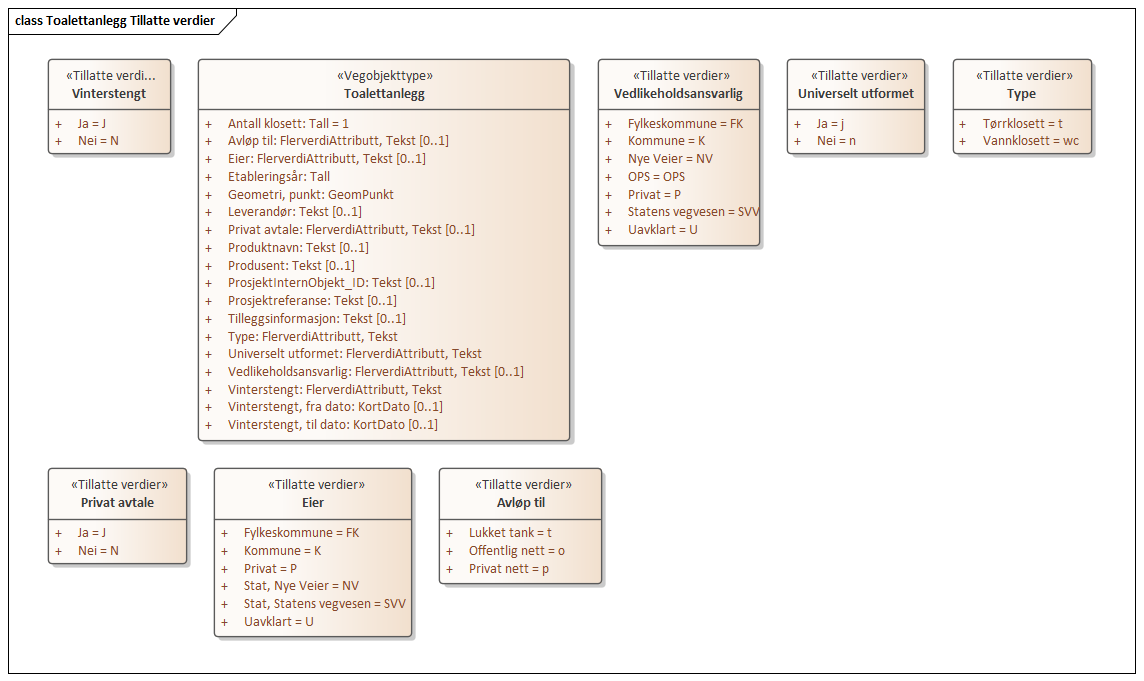 class Toalettanlegg Tillatte verdier
«Tillatte verdi...
Vinterstengt
+ Ja = J
+ Nei = N
«Vegobjekttype»
Toalettanlegg
+ Antall klosett: Tall = 1
+ Avløp til: FlerverdiAttributt, Tekst [0..1]
+ Eier: FlerverdiAttributt, Tekst [0..1]
+ Etableringsår: Tall
+ Geometri, punkt: GeomPunkt
+ Leverandør: Tekst [0..1]
+ Privat avtale: FlerverdiAttributt, Tekst [0..1]
+ Produktnavn: Tekst [0..1]
+ Produsent: Tekst [0..1]
+ ProsjektInternObjekt_ID: Tekst [0..1]
+ Prosjektreferanse: Tekst [0..1]
+ Tilleggsinformasjon: Tekst [0..1]
+ Type: FlerverdiAttributt, Tekst
+ Universelt utformet: FlerverdiAttributt, Tekst
+ Vedlikeholdsansvarlig: FlerverdiAttributt, Tekst [0..1]
+ Vinterstengt: FlerverdiAttributt, Tekst
+ Vinterstengt, fra dato: KortDato [0..1]
+ Vinterstengt, til dato: KortDato [0..1]
«Tillatte verdier»
Vedlikeholdsansvarlig
+ Fylkeskommune = FK
+ Kommune = K
+ Nye Veier = NV
+ OPS = OPS
+ Privat = P
+ Statens vegvesen = SVV
+ Uavklart = U
«Tillatte verdier»
Universelt utformet
+ Ja = j
+ Nei = n
«Tillatte verdier»
Type
+ Tørrklosett = t
+ Vannklosett = wc
«Tillatte verdier»
Privat avtale
+ Ja = J
+ Nei = N
«Tillatte verdier»
Eier
+ Fylkeskommune = FK
+ Kommune = K
+ Privat = P
+ Stat, Nye Veier = NV
+ Stat, Statens vegvesen = SVV
+ Uavklart = U
«Tillatte verdier»
Avløp til
+ Lukket tank = t
+ Offentlig nett = o
+ Privat nett = p